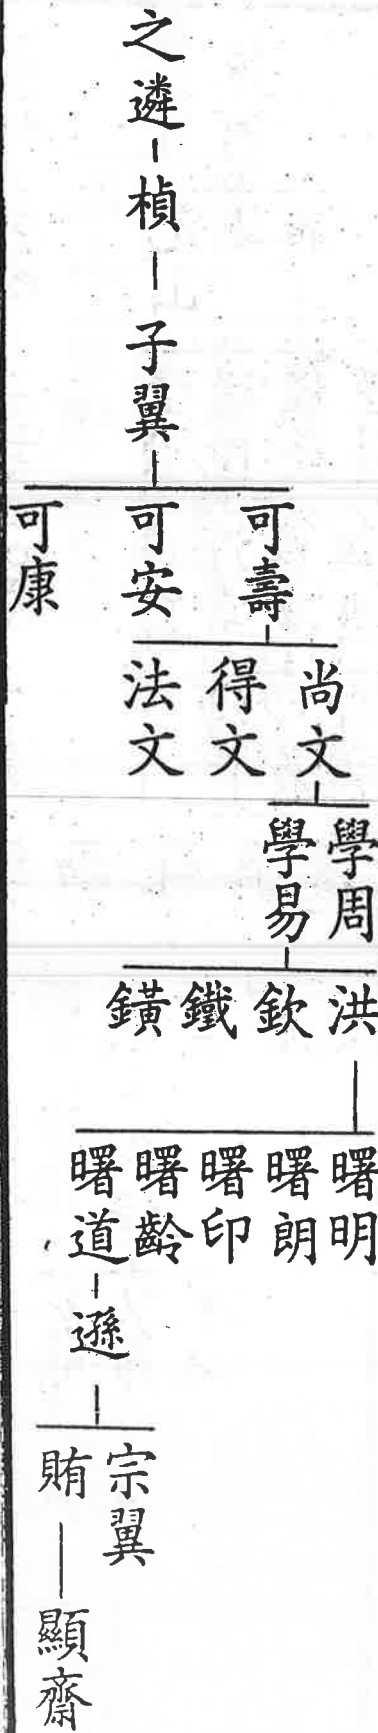 之遴
楨
子翼
可壽
可安
可康
尚文
得文
法文
學周
學易
洪
欽
鐵
鐄
曙明
曙朗
曙印
曙齡
曙道
遜
宗翼
賄
顯齋